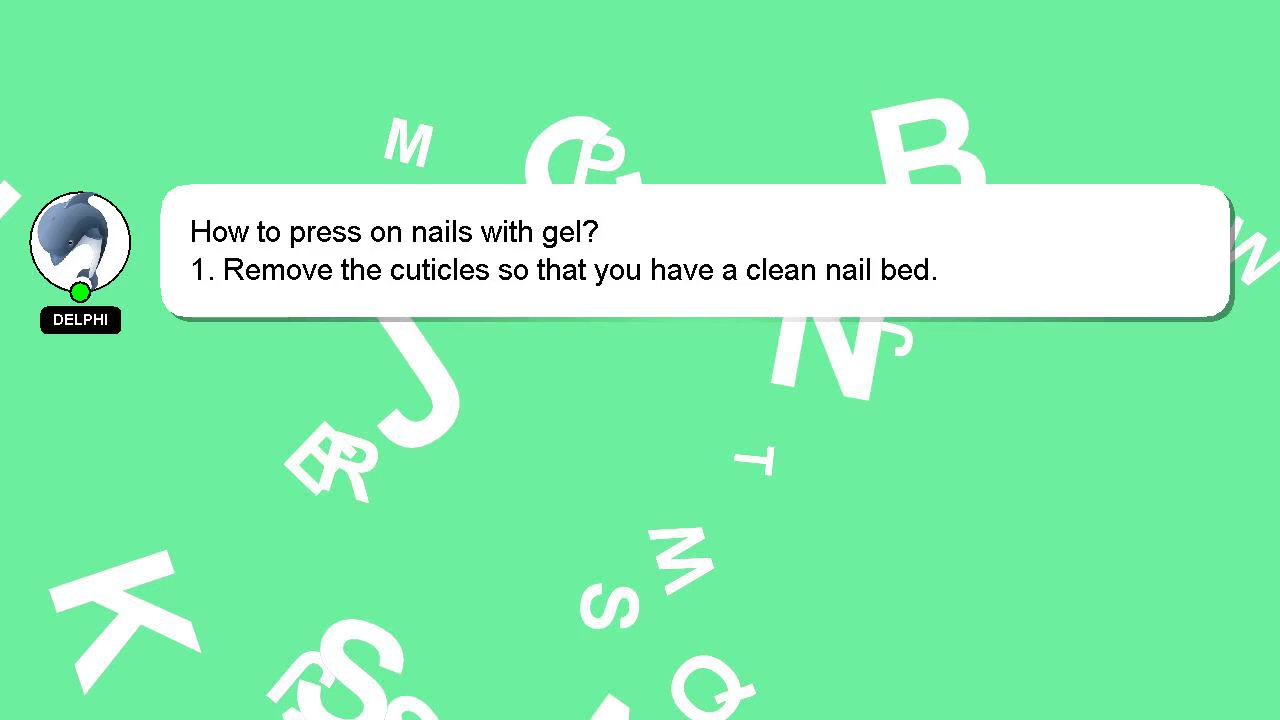 M
C
P
B
How to press on nails with gel?
1. Remove the cuticles so that you have a clean nail bed.
W
DELPHI
J
N
J
R
T
K
M
S
S
Q